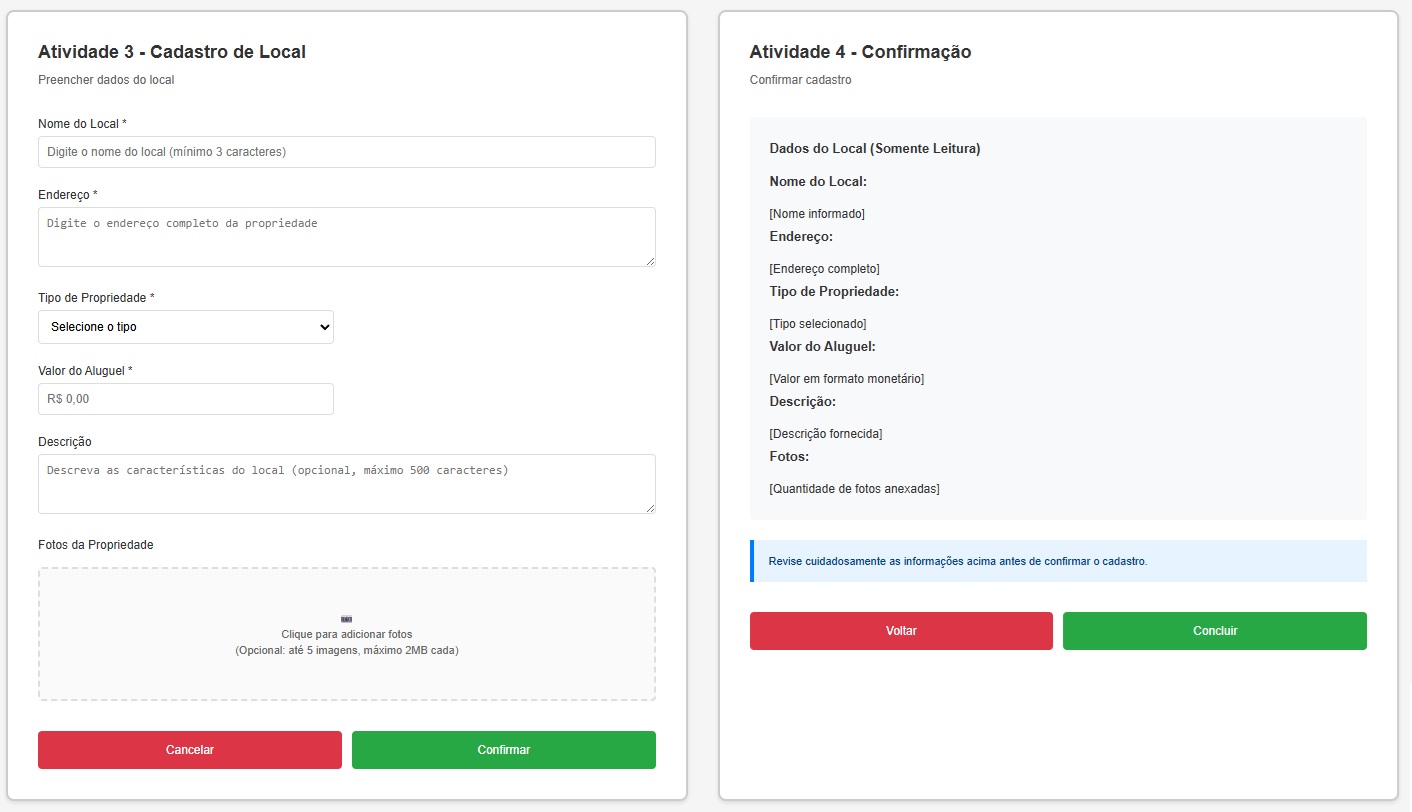 Atividade 3 - Cadastro de Local
Preencher dados do local
Nome do Local *
Digite o nome do local (mínimo 3 caracteres)
Endereço *
Digite o endereço completo da propriedade
Tipo de Propriedade *
Selecione o tipo
Valor do Aluguel *
R$ 0,00
Descrição
Descreva as características do local (opcional, máximo 500 caracteres)
Fotos da Propriedade
Clique para adicionar fotos
(Opcional: até 5 imagens, máximo 2MB cada)
Cancelar
Confirmar
Atividade 4 - Confirmação
Confirmar cadastro
Dados do Local (Somente Leitura)
Nome do Local:
[Nome informado]
Endereço:
[Endereço completo]
Tipo de Propriedade:
[Tipo selecionado]
Valor do Aluguel:
[Valor em formato monetário]
Descrição:
[Descrição fornecida]
Fotos:
[Quantidade de fotos anexadas]
Revise cuidadosamente as informações acima antes de confirmar o cadastro.
Voltar
Concluir